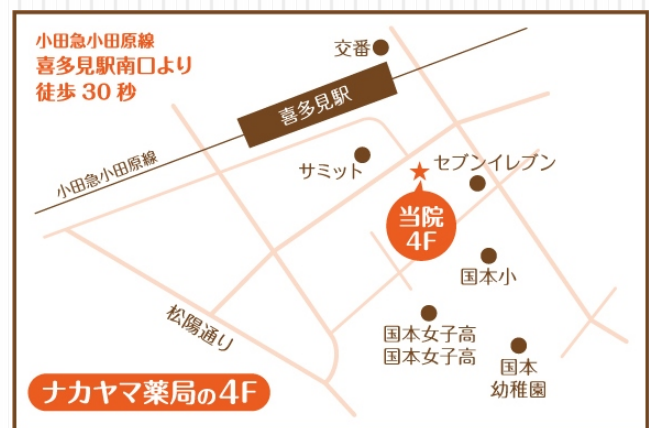 小田急小田原線
喜多見駅南口より
徒歩 30 秒
交番
喜多見駅
小田急小田原線
サミット
セブンイレブン
当院
4F
国本小
松陽通り
国本女子高
国本女子高
国本
幼稚園
ナカヤマ薬局の4F